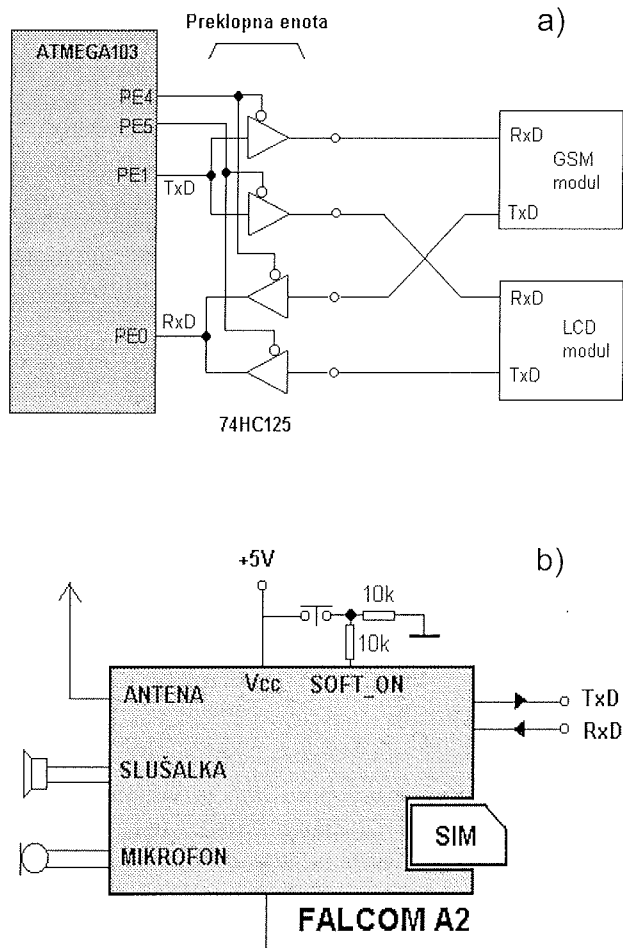 Preklopna enota
a)
ATMEGA103
PE4
PE5
PE1
TxD
RxD
PE0
74HC125
RxD
GSM
modul
TxD
RxD
LCD
modul
TxD
b)
+5V
10k
10k
ANTENA
Vcc
SOFT_ON
TxD
RxD
SLUŠALKA
SIM
MIKROFON
FALCOM A2